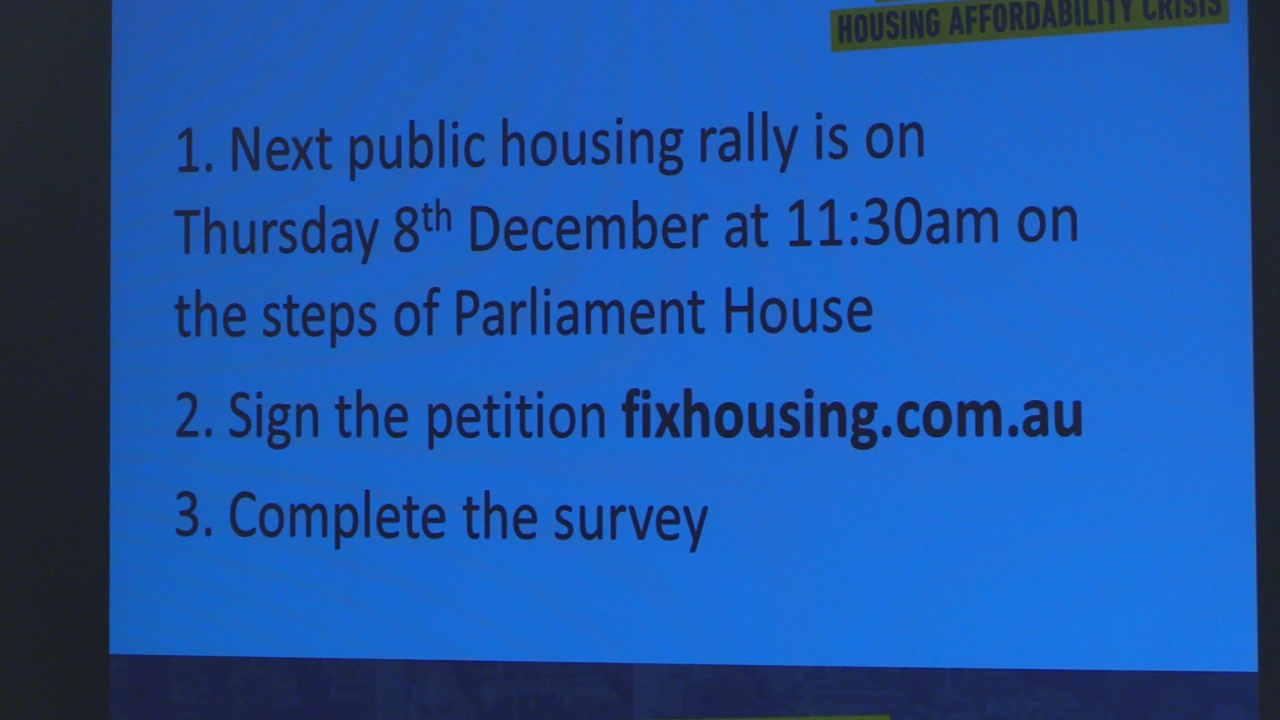 HOUSING AFFORDABILITY CRISIS
1. Next public housing rally is on
Thursday 8th December at 11:30am on
the steps of Parliament House
2. Sign the petition fixhousing.com.au
3. Complete the survey